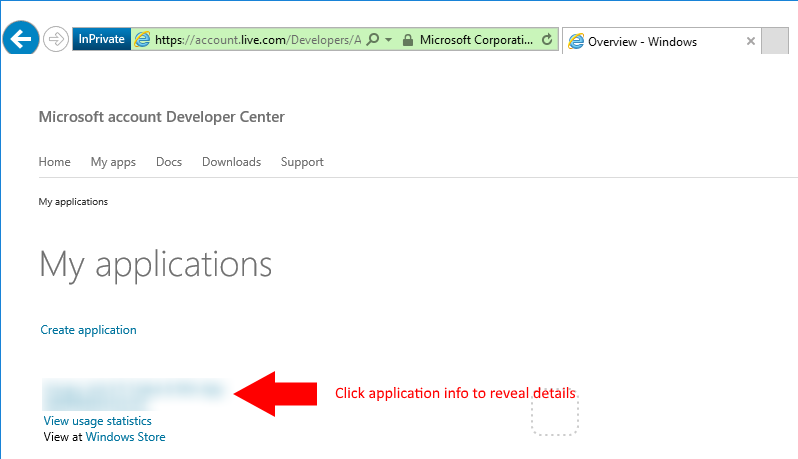 InPrivate https://account.live.com/Developers/A Microsoft Corporati... Overview - Windows
Microsoft account Developer Center
Home My apps Docs Downloads Support
My applications
My applications
Create application
Click application info to reveal details
View usage statistics
View at Windows Store